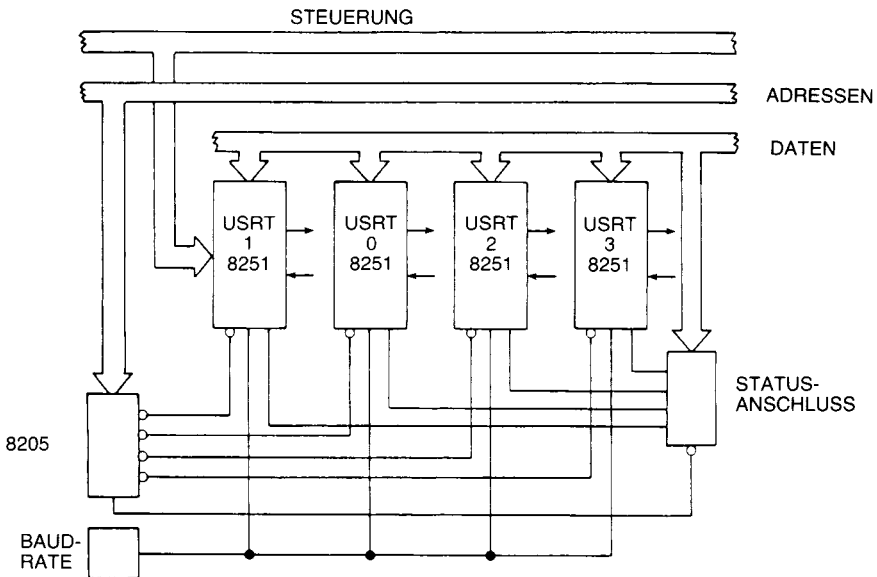 STEUERUNG
ADRESSEN
DATEN
USRT
1
8251
USRT
0
8251
USRT
2
8251
USRT
3
8251
STATUS-
ANSCHLUSS
8205
BAUD-
RATE